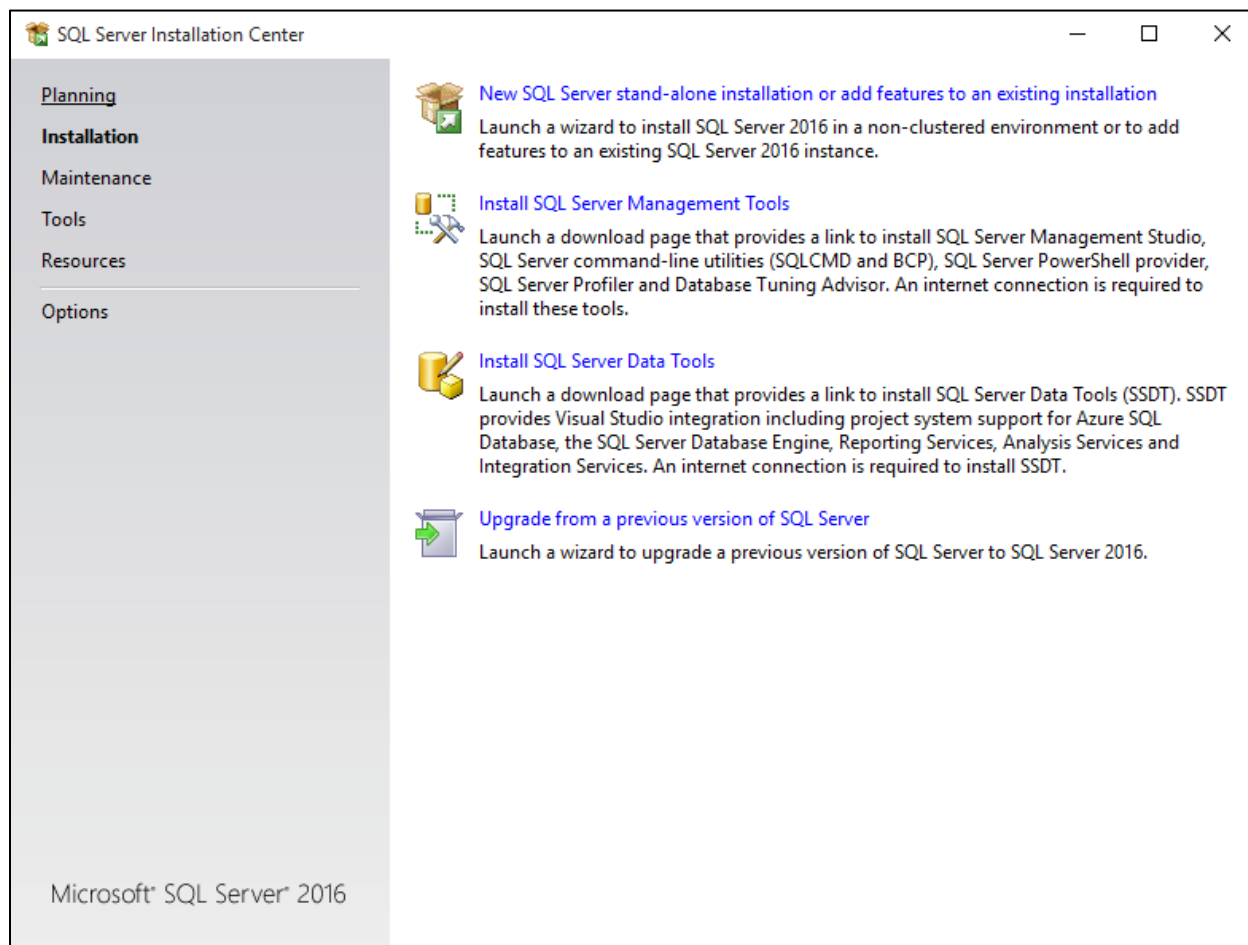 SQL Server Installation Center
Planning
Installation
Maintenance
Tools
Resources
Options
New SQL Server stand-alone installation or add features to an existing installation
Launch a wizard to install SQL Server 2016 in a non-clustered environment or to add
features to an existing SQL Server 2016 instance.
Install SQL Server Management Tools
Launch a download page that provides a link to install SQL Server Management Studio,
SQL Server command-line utilities (SQLCMD and BCP), SQL Server PowerShell provider,
SQL Server Profiler and Database Tuning Advisor. An internet connection is required to
install these tools.
Install SQL Server Data Tools
Launch a download page that provides a link to install SQL Server Data Tools (SSDT). SSDT
provides Visual Studio integration including project system support for Azure SQL
Database, the SQL Server Database Engine, Reporting Services, Analysis Services and
Integration Services. An internet connection is required to install SSDT.
Upgrade from a previous version of SQL Server
Launch a wizard to upgrade a previous version of SQL Server to SQL Server 2016.
Microsoft® SQL Server® 2016